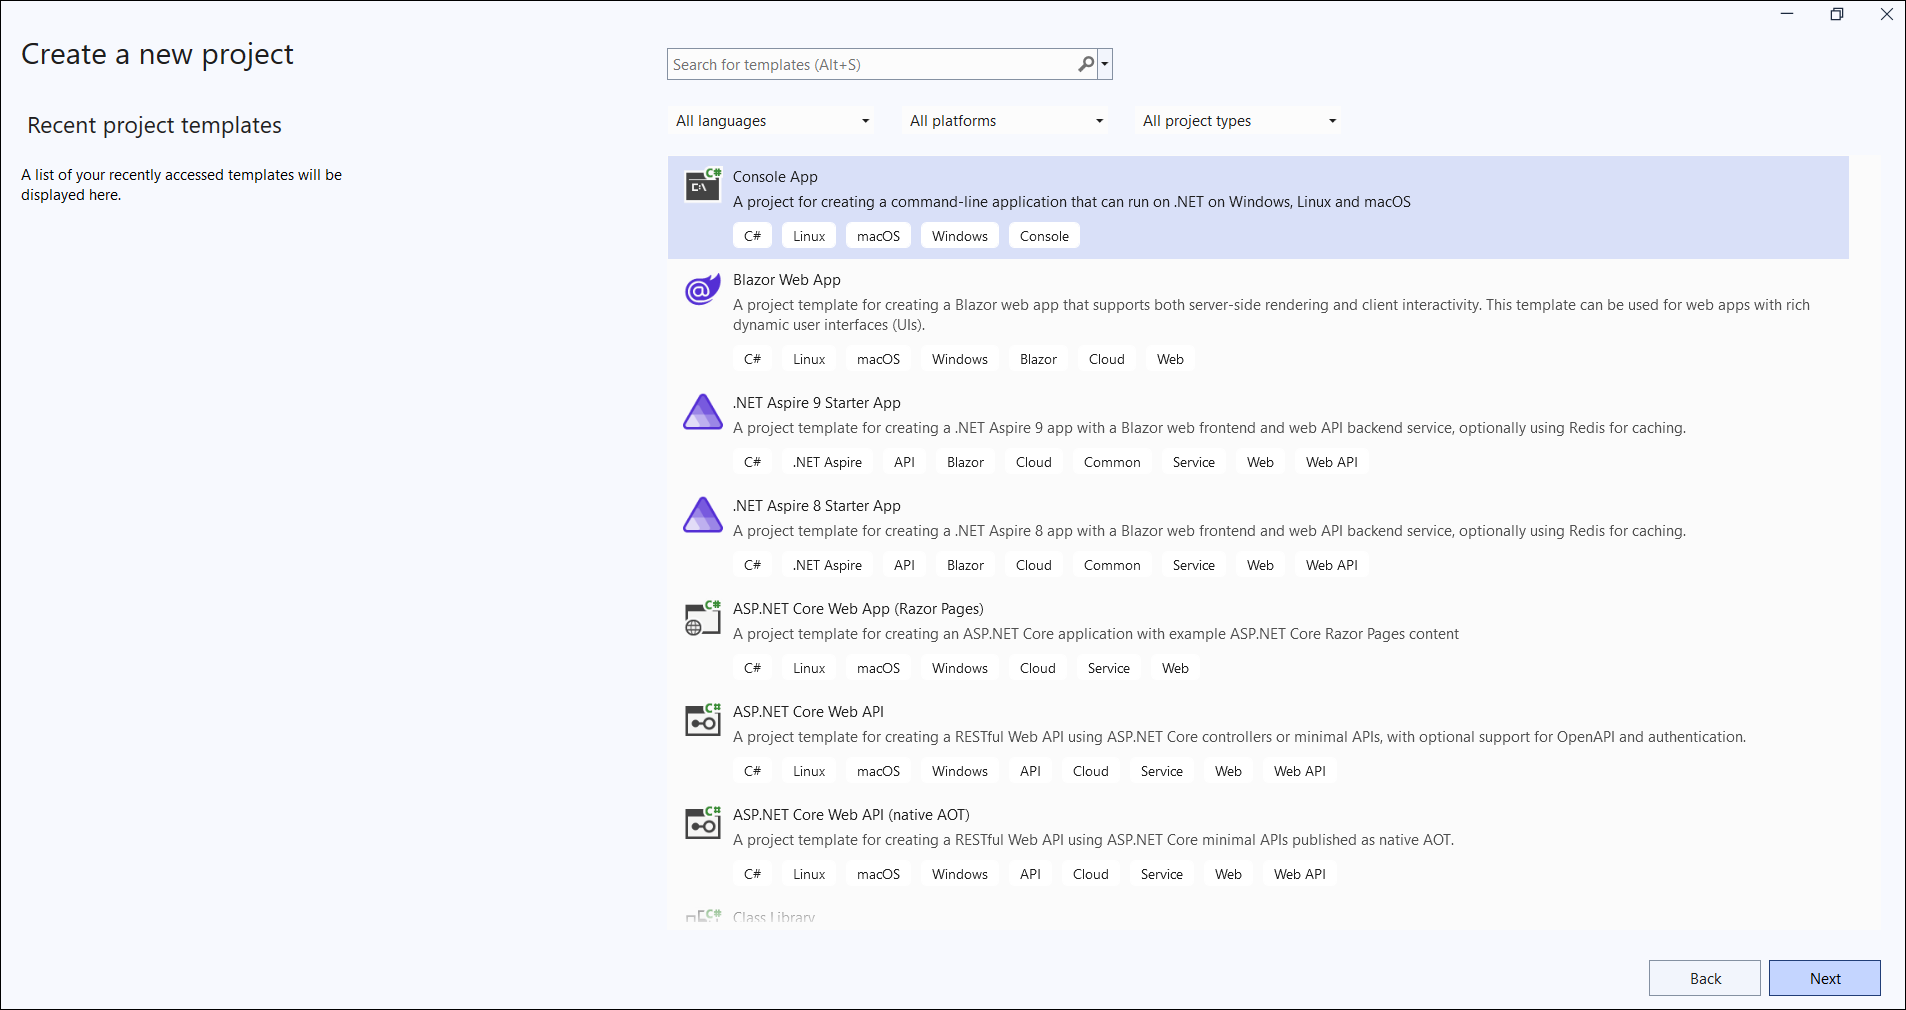 Create a new project
Search for templates (Alt+S)
Recent project templates
All languages
All platforms
All project types
A list of your recently accessed templates will be
displayed here.
C#
C:\
Console App
A project for creating a command-line application that can run on .NET on Windows, Linux and macOS
C# Linux macOS Windows Console
@
Blazor Web App
A project template for creating a Blazor web app that supports both server-side rendering and client interactivity. This template can be used for web apps with rich
dynamic user interfaces (UIs).
C# Linux macOS Windows Blazor Cloud Web
.NET Aspire 9 Starter App
A project template for creating a .NET Aspire 9 app with a Blazor web frontend and web API backend service, optionally using Redis for caching.
C# .NET Aspire API Blazor Cloud Common Service Web Web API
.NET Aspire 8 Starter App
A project template for creating a .NET Aspire 8 app with a Blazor web frontend and web API backend service, optionally using Redis for caching.
C# .NET Aspire API Blazor Cloud Common Service Web Web API
C#
ASP.NET Core Web App (Razor Pages)
A project template for creating an ASP.NET Core application with example ASP.NET Core Razor Pages content
C# Linux macOS Windows Cloud Service Web
C#
ASP.NET Core Web API
A project template for creating a RESTful Web API using ASP.NET Core controllers or minimal APIs, with optional support for OpenAPI and authentication.
C# Linux macOS Windows API Cloud Service Web Web API
C#
ASP.NET Core Web API (native AOT)
A project template for creating a RESTful Web API using ASP.NET Core minimal APIs published as native AOT.
C# Linux macOS Windows API Cloud Service Web Web API
C#
Class Library
Back
Next